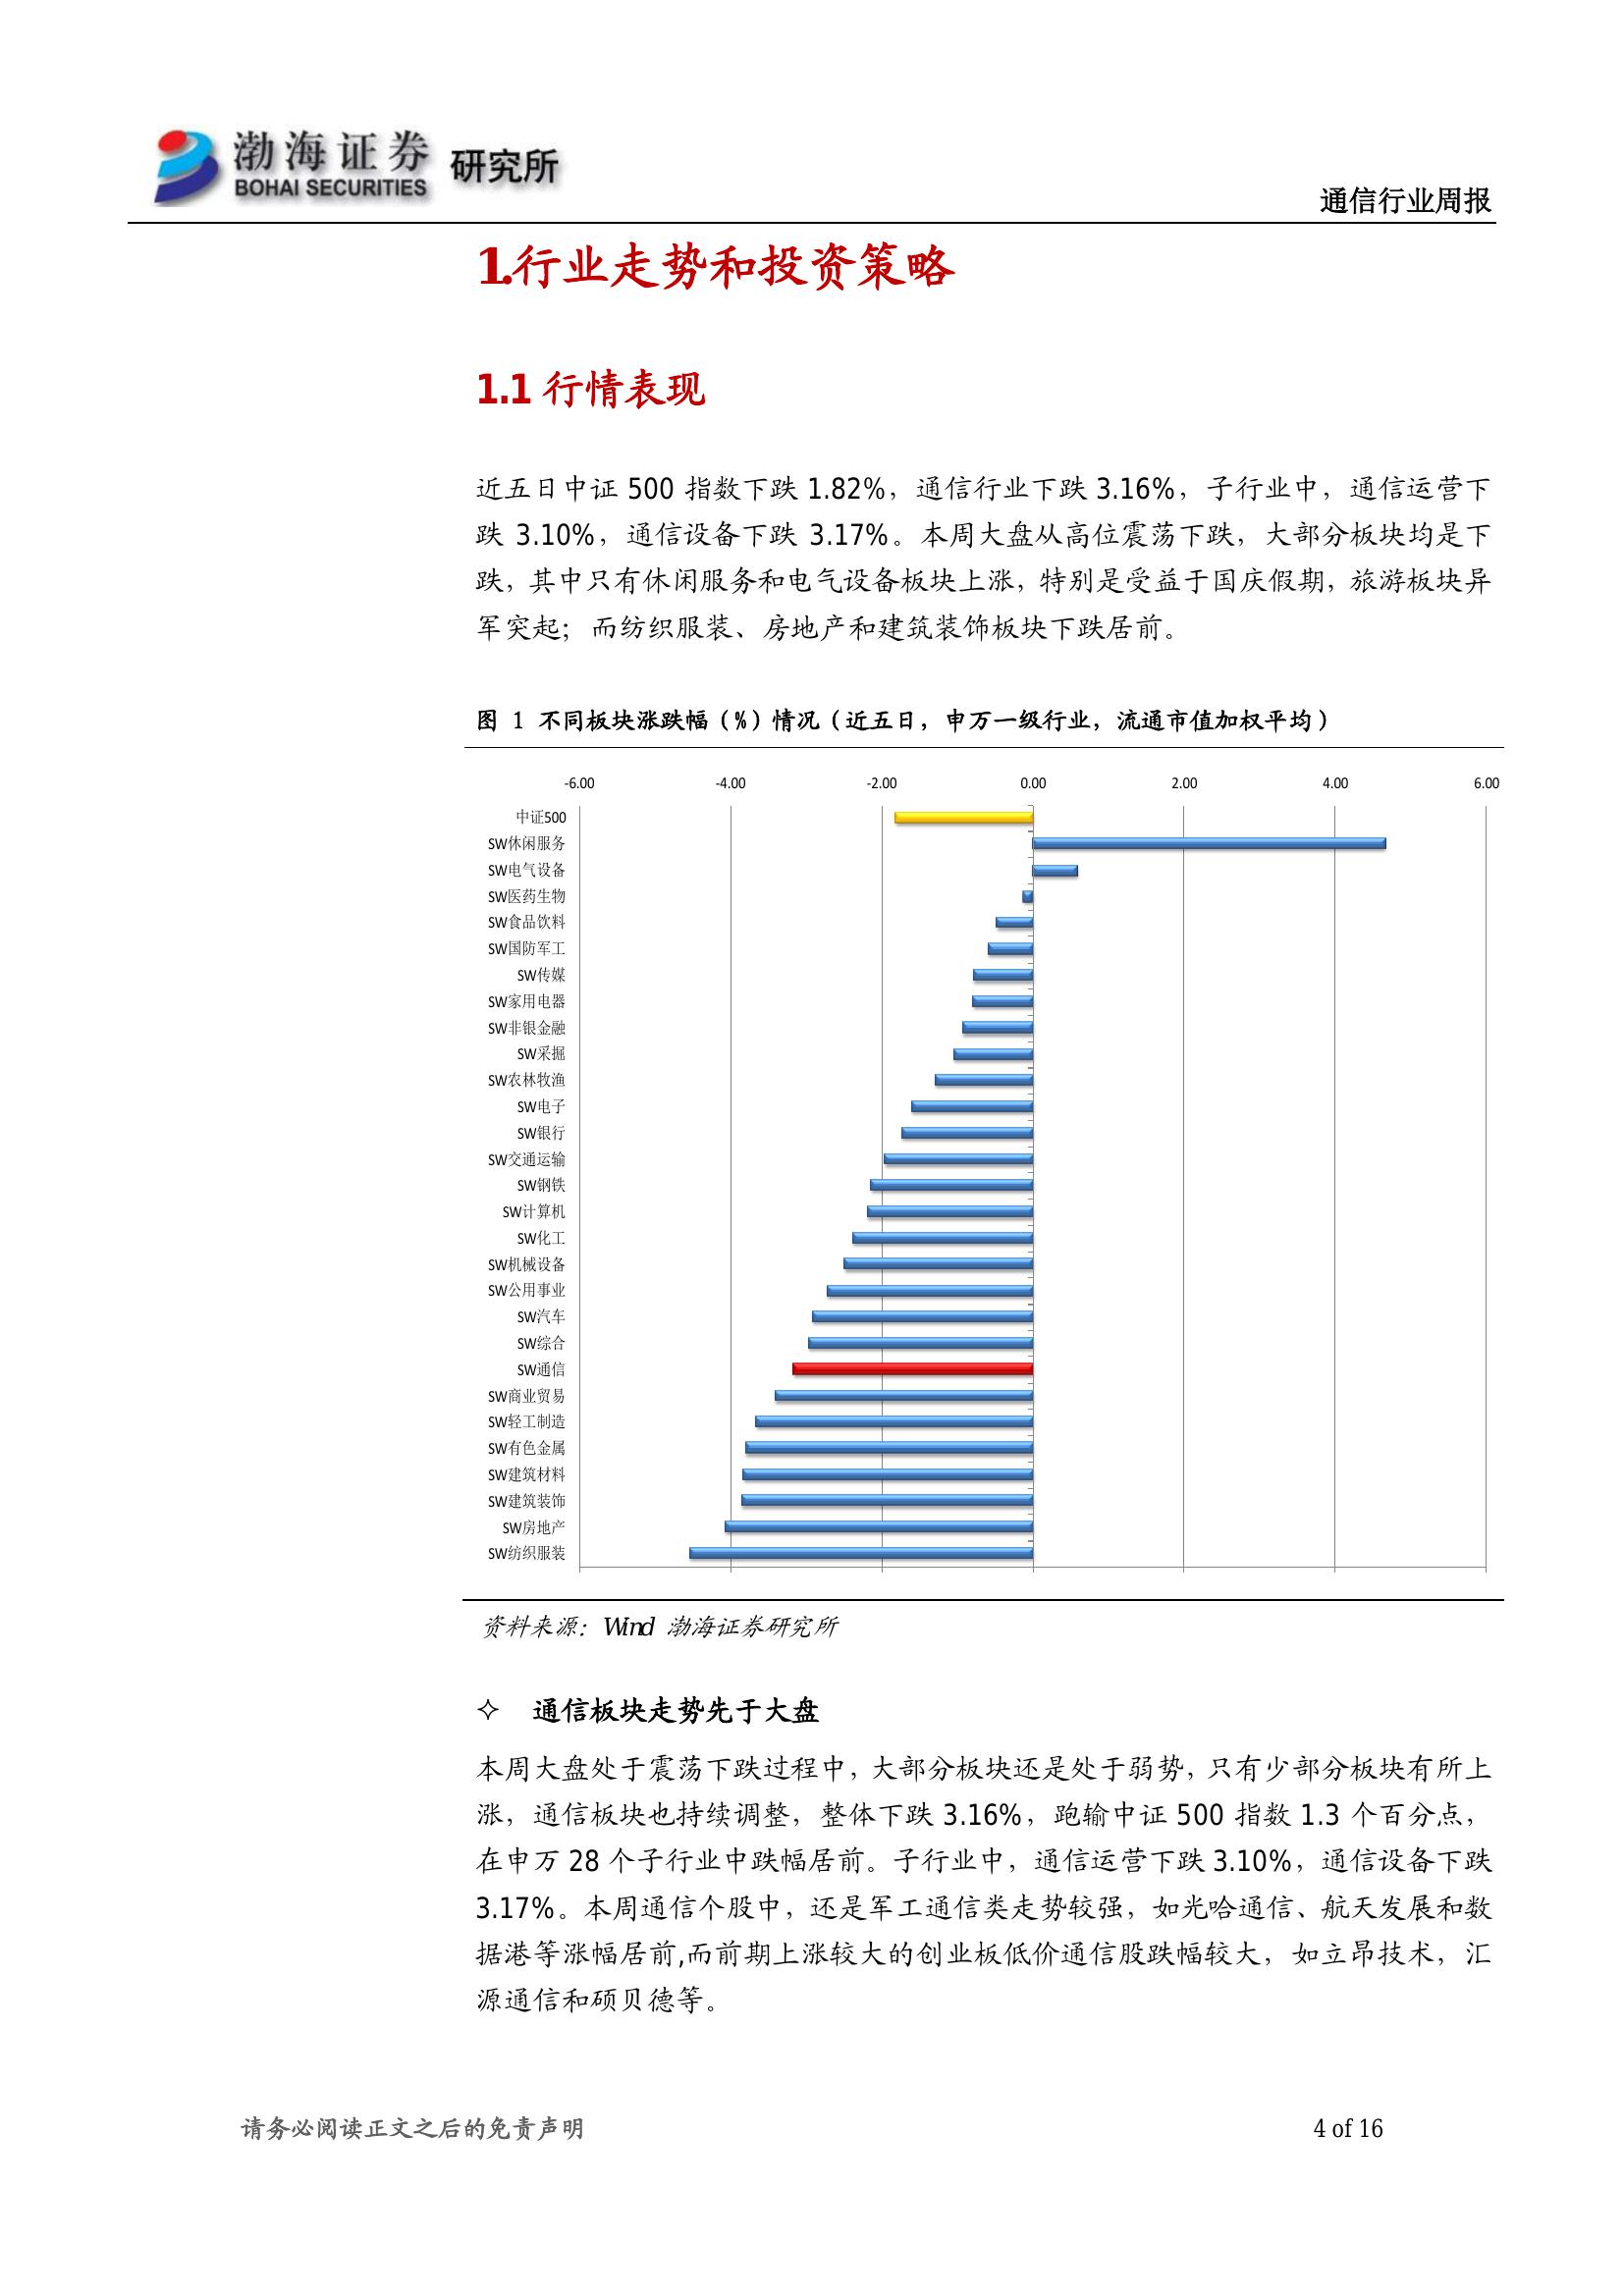 渤海证券 研究所
BOHAI SECURITIES
通信行业周报
1.行业走势和投资策略
1.1 行情表现
近五日中证 500 指数下跌 1.82%，通信行业下跌 3.16%，子行业中，通信运营下
跌 3.10%，通信设备下跌 3.17%。本周大盘从高位震荡下跌，大部分板块均是下
跌，其中只有休闲服务和电气设备板块上涨，特别是受益于国庆假期，旅游板块异
军突起；而纺织服装、房地产和建筑装饰板块下跌居前。
图 1 不同板块涨跌幅（%）情况（近五日，申万一级行业，流通市值加权平均）
-6.00 -4.00 -2.00 0.00 2.00 4.00 6.00
中证500
SW休闲服务
SW电气设备
SW医药生物
SW食品饮料
SW国防军工
SW传媒
SW家用电器
SW非银金融
SW采掘
SW农林牧渔
SW电子
SW银行
SW交通运输
SW钢铁
SW计算机
SW化工
SW机械设备
SW公用事业
SW汽车
SW综合
SW通信
SW商业贸易
SW轻工制造
SW有色金属
SW建筑材料
SW建筑装饰
SW房地产
SW纺织服装
资料来源：Wind 渤海证券研究所
✧ 通信板块走势先于大盘
本周大盘处于震荡下跌过程中，大部分板块还是处于弱势，只有少部分板块有所上
涨，通信板块也持续调整，整体下跌 3.16%，跑输中证 500 指数 1.3 个百分点，
在申万 28 个子行业中跌幅居前。子行业中，通信运营下跌 3.10%，通信设备下跌
3.17%。本周通信个股中，还是军工通信类走势较强，如光哈通信、航天发展和数
据港等涨幅居前,而前期上涨较大的创业板低价通信股跌幅较大，如立昂技术，汇
源通信和硕贝德等。
请务必阅读正文之后的免责声明
4 of 16